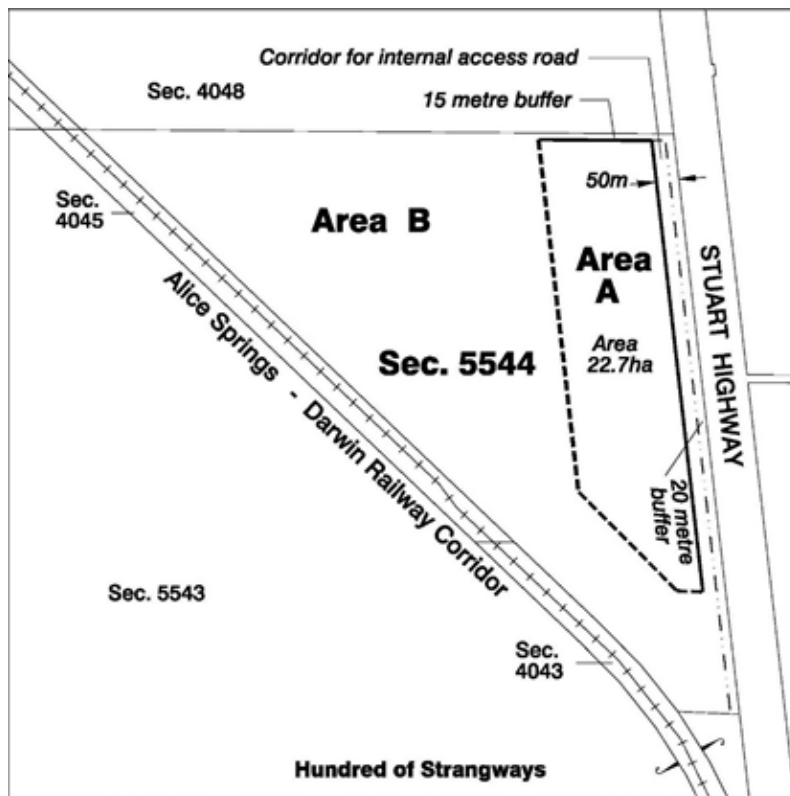 Corridor for internal access road
Sec. 4048
15 metre buffer
50m
Sec.
4045
Area B
Area
A
STUART HIGHWAY
Alice Springs - Darwin Railway Corridor
Sec. 5544
Area
22.7ha
20 metre
buffer
Sec. 5543
Sec.
4043
Hundred of Strangways